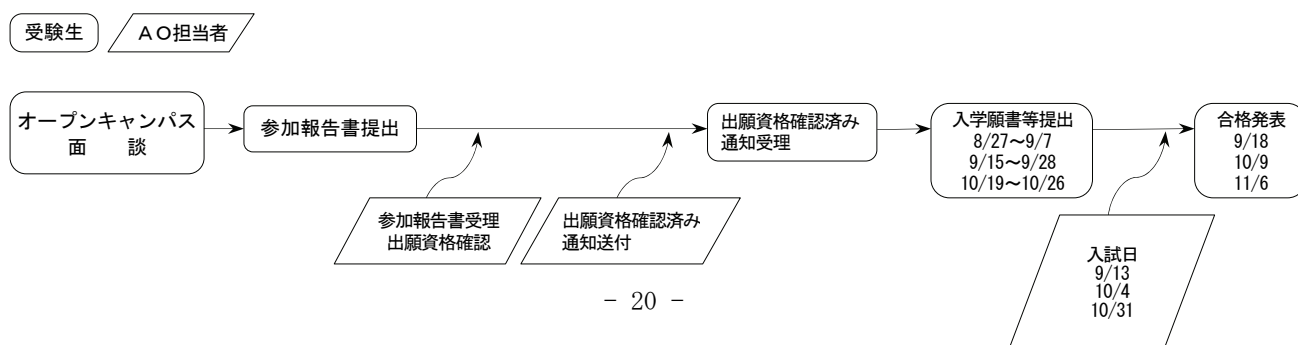 受験生
ＡＯ担当者
オープンキャンパス
面　　談
参加報告書提出
出願資格確認済み
通知受理
入学願書等提出
8/27～9/7
9/15～9/28
10/19～10/26
合格発表
9/18
10/9
11/6
参加報告書受理
出願資格確認
出願資格確認済み
通知送付
入試日
9/13
10/4
10/31
- 20 -